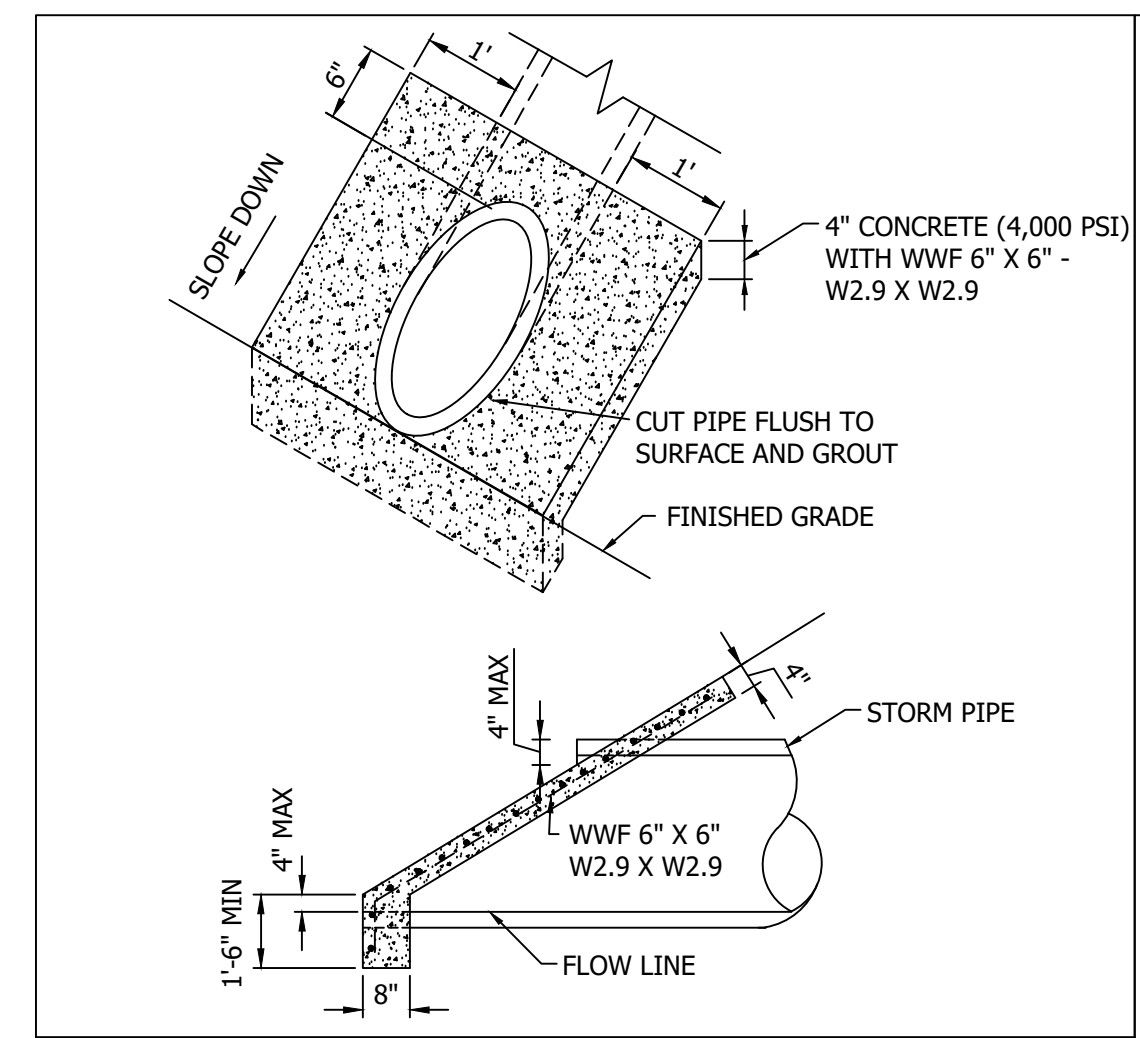 1'
6"
1'
SLOPE DOWN
4" CONCRETE (4,000 PSI)
WITH WWF 6" X 6" -
W2.9 X W2.9
CUT PIPE FLUSH TO
SURFACE AND GROUT
FINISHED GRADE
4" MAX
4"
STORM PIPE
4" MAX
WWF 6" X 6"
W2.9 X W2.9
1'-6" MIN
FLOW LINE
8"